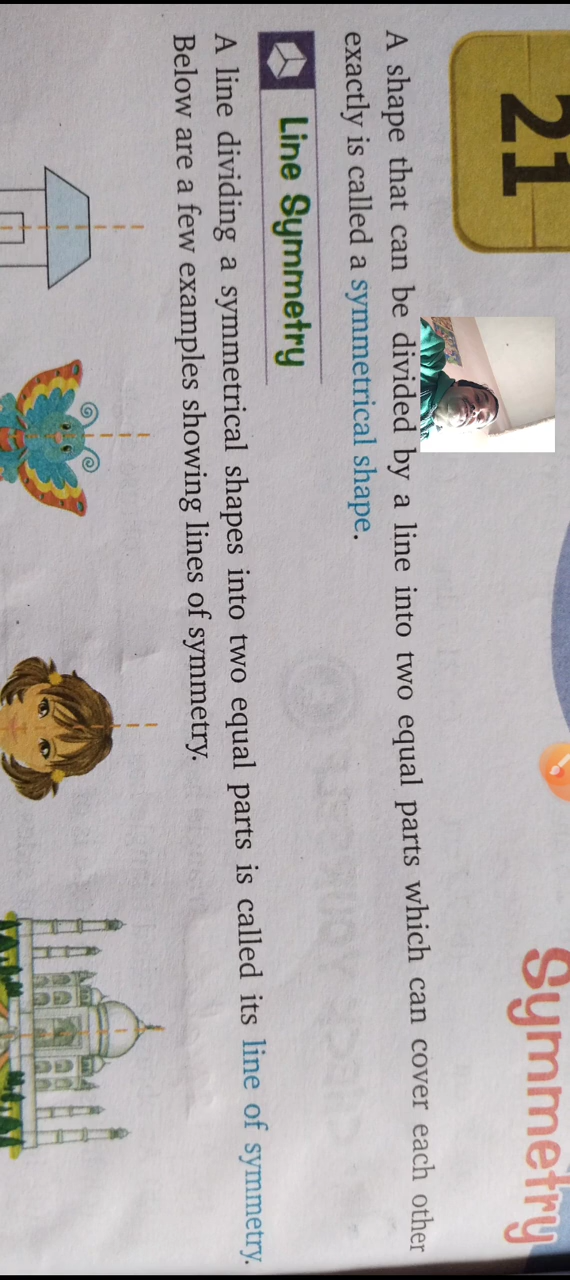 21
Symmetry
A shape that can be divided by a line into two equal parts which can cover each other
exactly is called a symmetrical shape.
Line Symmetry
A line dividing a symmetrical shapes into two equal parts is called its line of symmetry.
Below are a few examples showing lines of symmetry.